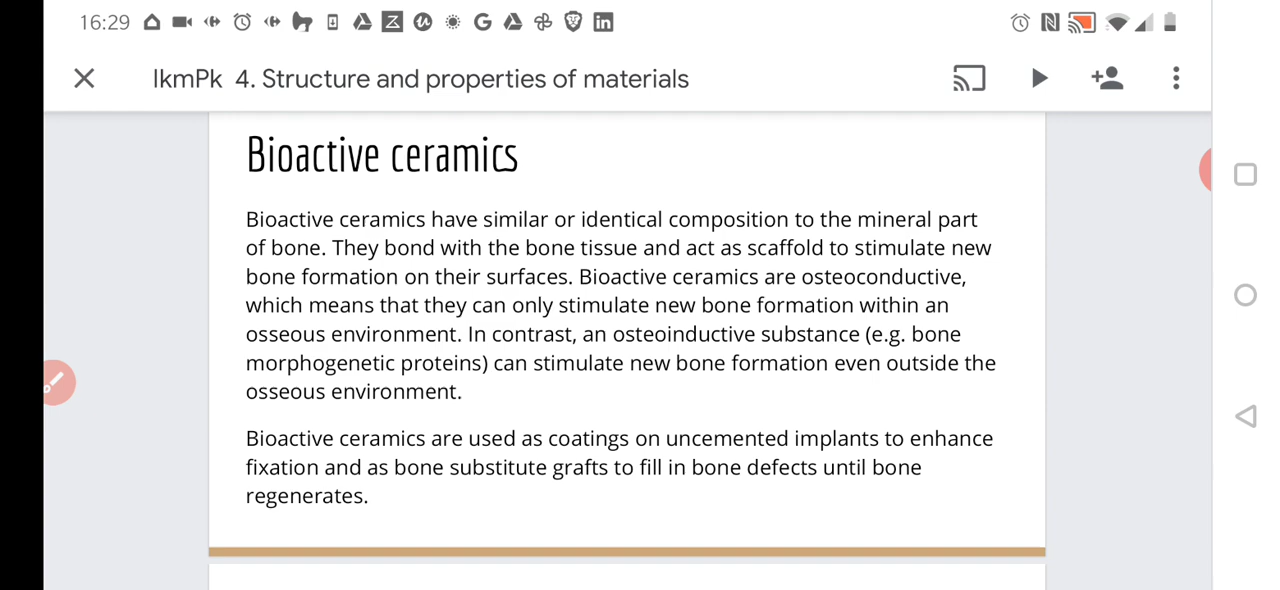 16:29
IkmPk 4. Structure and properties of materials
Bioactive ceramics
Bioactive ceramics have similar or identical composition to the mineral part
of bone. They bond with the bone tissue and act as scaffold to stimulate new
bone formation on their surfaces. Bioactive ceramics are osteoconductive,
which means that they can only stimulate new bone formation within an
osseous environment. In contrast, an osteoinductive substance (e.g. bone
morphogenetic proteins) can stimulate new bone formation even outside the
osseous environment.
Bioactive ceramics are used as coatings on uncemented implants to enhance
fixation and as bone substitute grafts to fill in bone defects until bone
regenerates.